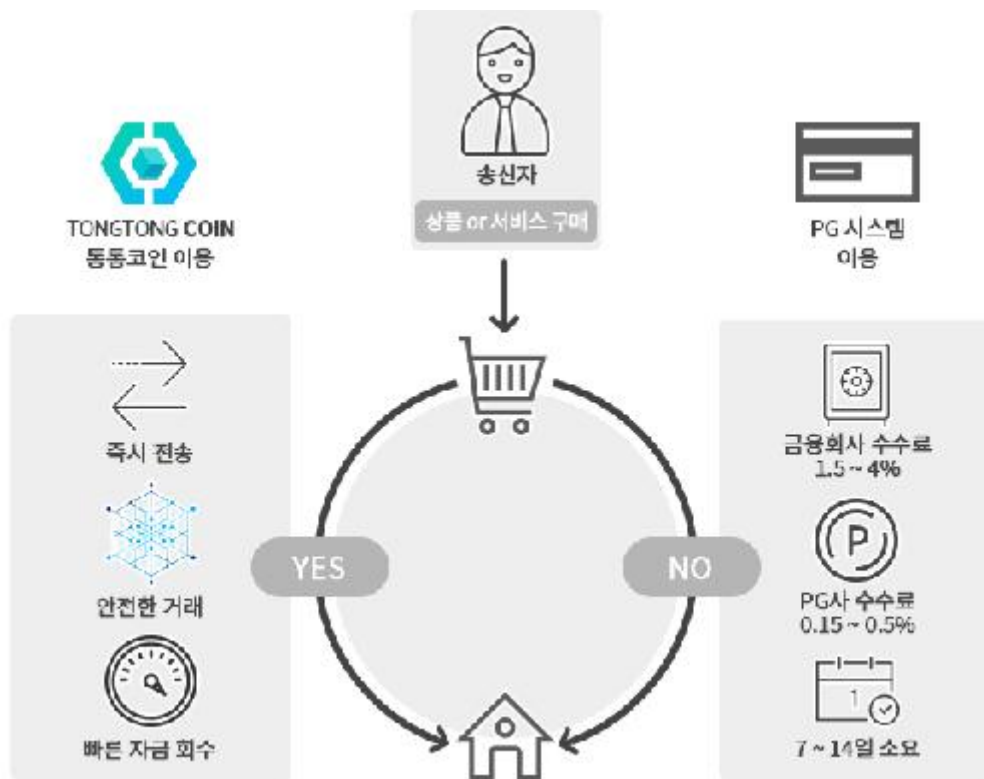 송신자
상품 or 서비스 구매
TONGTONG COIN
통통코인 이용
PG 시스템
이용
즉시 전송
안전한 거래
빠른 자금 회수
YES
NO
금융회사 수수료
1.5 ~ 4%
P
PG사 수수료
0.15 ~ 0.5%
1
7 ~ 14일 소요